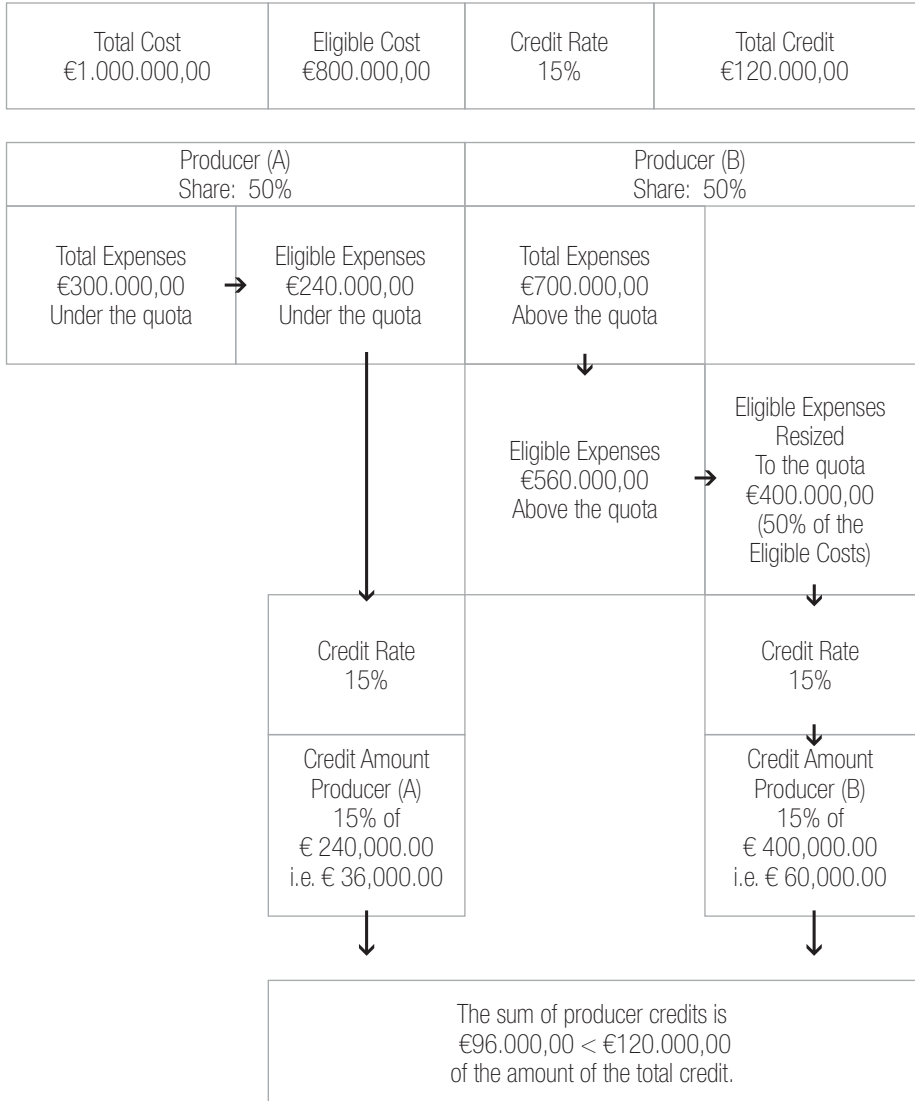 Total Cost
€1.000.000,00
Eligible Cost
€800.000,00
Credit Rate
15%
Total Credit
€120.000,00
Producer (A)
Share: 50%
Producer (B)
Share: 50%
Total Expenses
€300.000,00
Under the quota
Eligible Expenses
€240.000,00
Under the quota
Total Expenses
€700.000,00
Above the quota
Eligible Expenses
€560.000,00
Above the quota
Eligible Expenses
Resized
To the quota
€400.000,00
(50% of the
Eligible Costs)
Credit Rate
15%
Credit Rate
15%
Credit Amount
Producer (A)
15% of
€ 240,000.00
i.e. € 36,000.00
Credit Amount
Producer (B)
15% of
€ 400,000.00
i.e. € 60,000.00
The sum of producer credits is
€96.000,00 < €120.000,00
of the amount of the total credit.